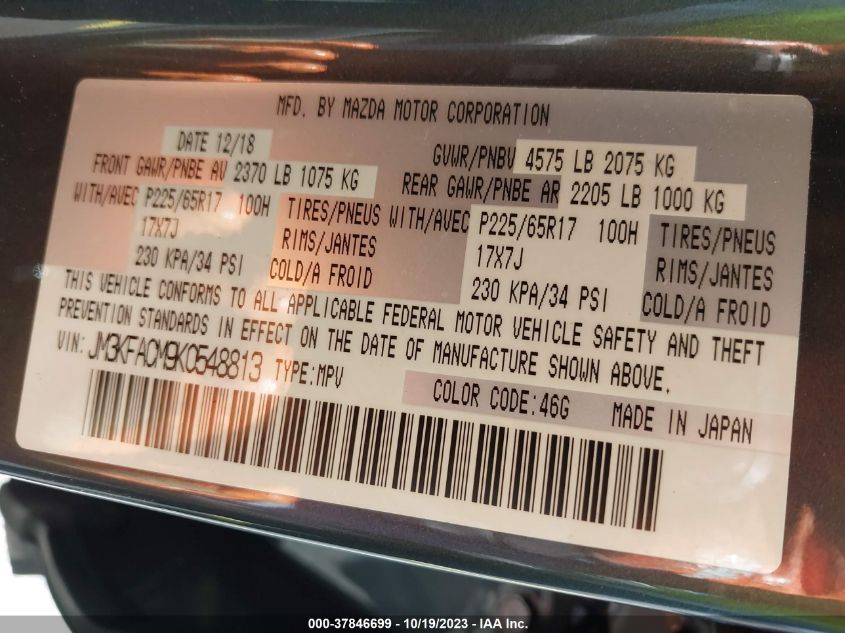 MFD. BY MAZDA MOTOR CORPORATION
DATE 12/18 GVWR/PNBV 4575 LB 2075 KG
FRONT GAWR/PNBE AV 2370 LB 1075 KG REAR GAWR/PNBE AR 2205 LB 1000 KG
WITH/AVEC P225/65R17 100H TIRES/PNEUS WITH/AVEC P225/65R17 100H TIRES/PNEUS
17X7J RIMS/JANTES 17X7J RIMS/JANTES
230 KPA/34 PSI COLD/A FROID 230 KPA/34 PSI COLD/A FROID
THIS VEHICLE CONFORMS TO ALL APPLICABLE FEDERAL MOTOR VEHICLE SAFETY AND THEFT
PREVENTION STANDARDS IN EFFECT ON THE DATE OF MANUFACTURE SHOWN ABOVE.
VIN: JM3KFACM9K0548813 TYPE:MPV
COLOR CODE:46G MADE IN JAPAN
000-37846699 - 10/19/2023 - IAA Inc.